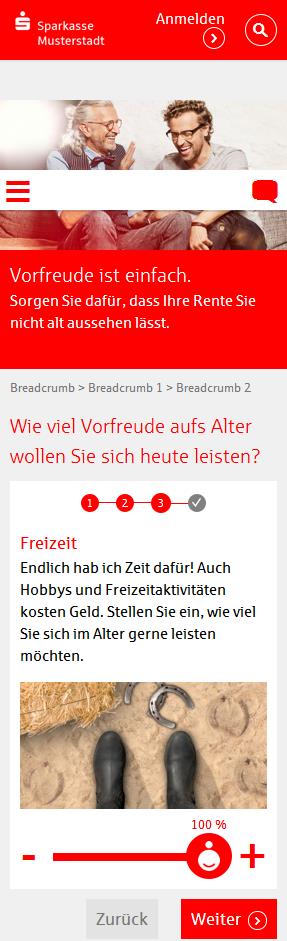 Anmelden
Sparkasse
Musterstadt
Vorfreude ist einfach.
Sorgen Sie dafür, dass Ihre Rente Sie
nicht alt aussehen lässt.
Breadcrumb > Breadcrumb 1 > Breadcrumb 2
Wie viel Vorfreude aufs Alter
wollen Sie sich heute leisten?
1 2 3
Freizeit
Endlich hab ich Zeit dafür! Auch
Hobbys und Freizeitaktivitäten
kosten Geld. Stellen Sie ein, wie viel
Sie sich im Alter gerne leisten
möchten.
100 %
- +
Zurück Weiter